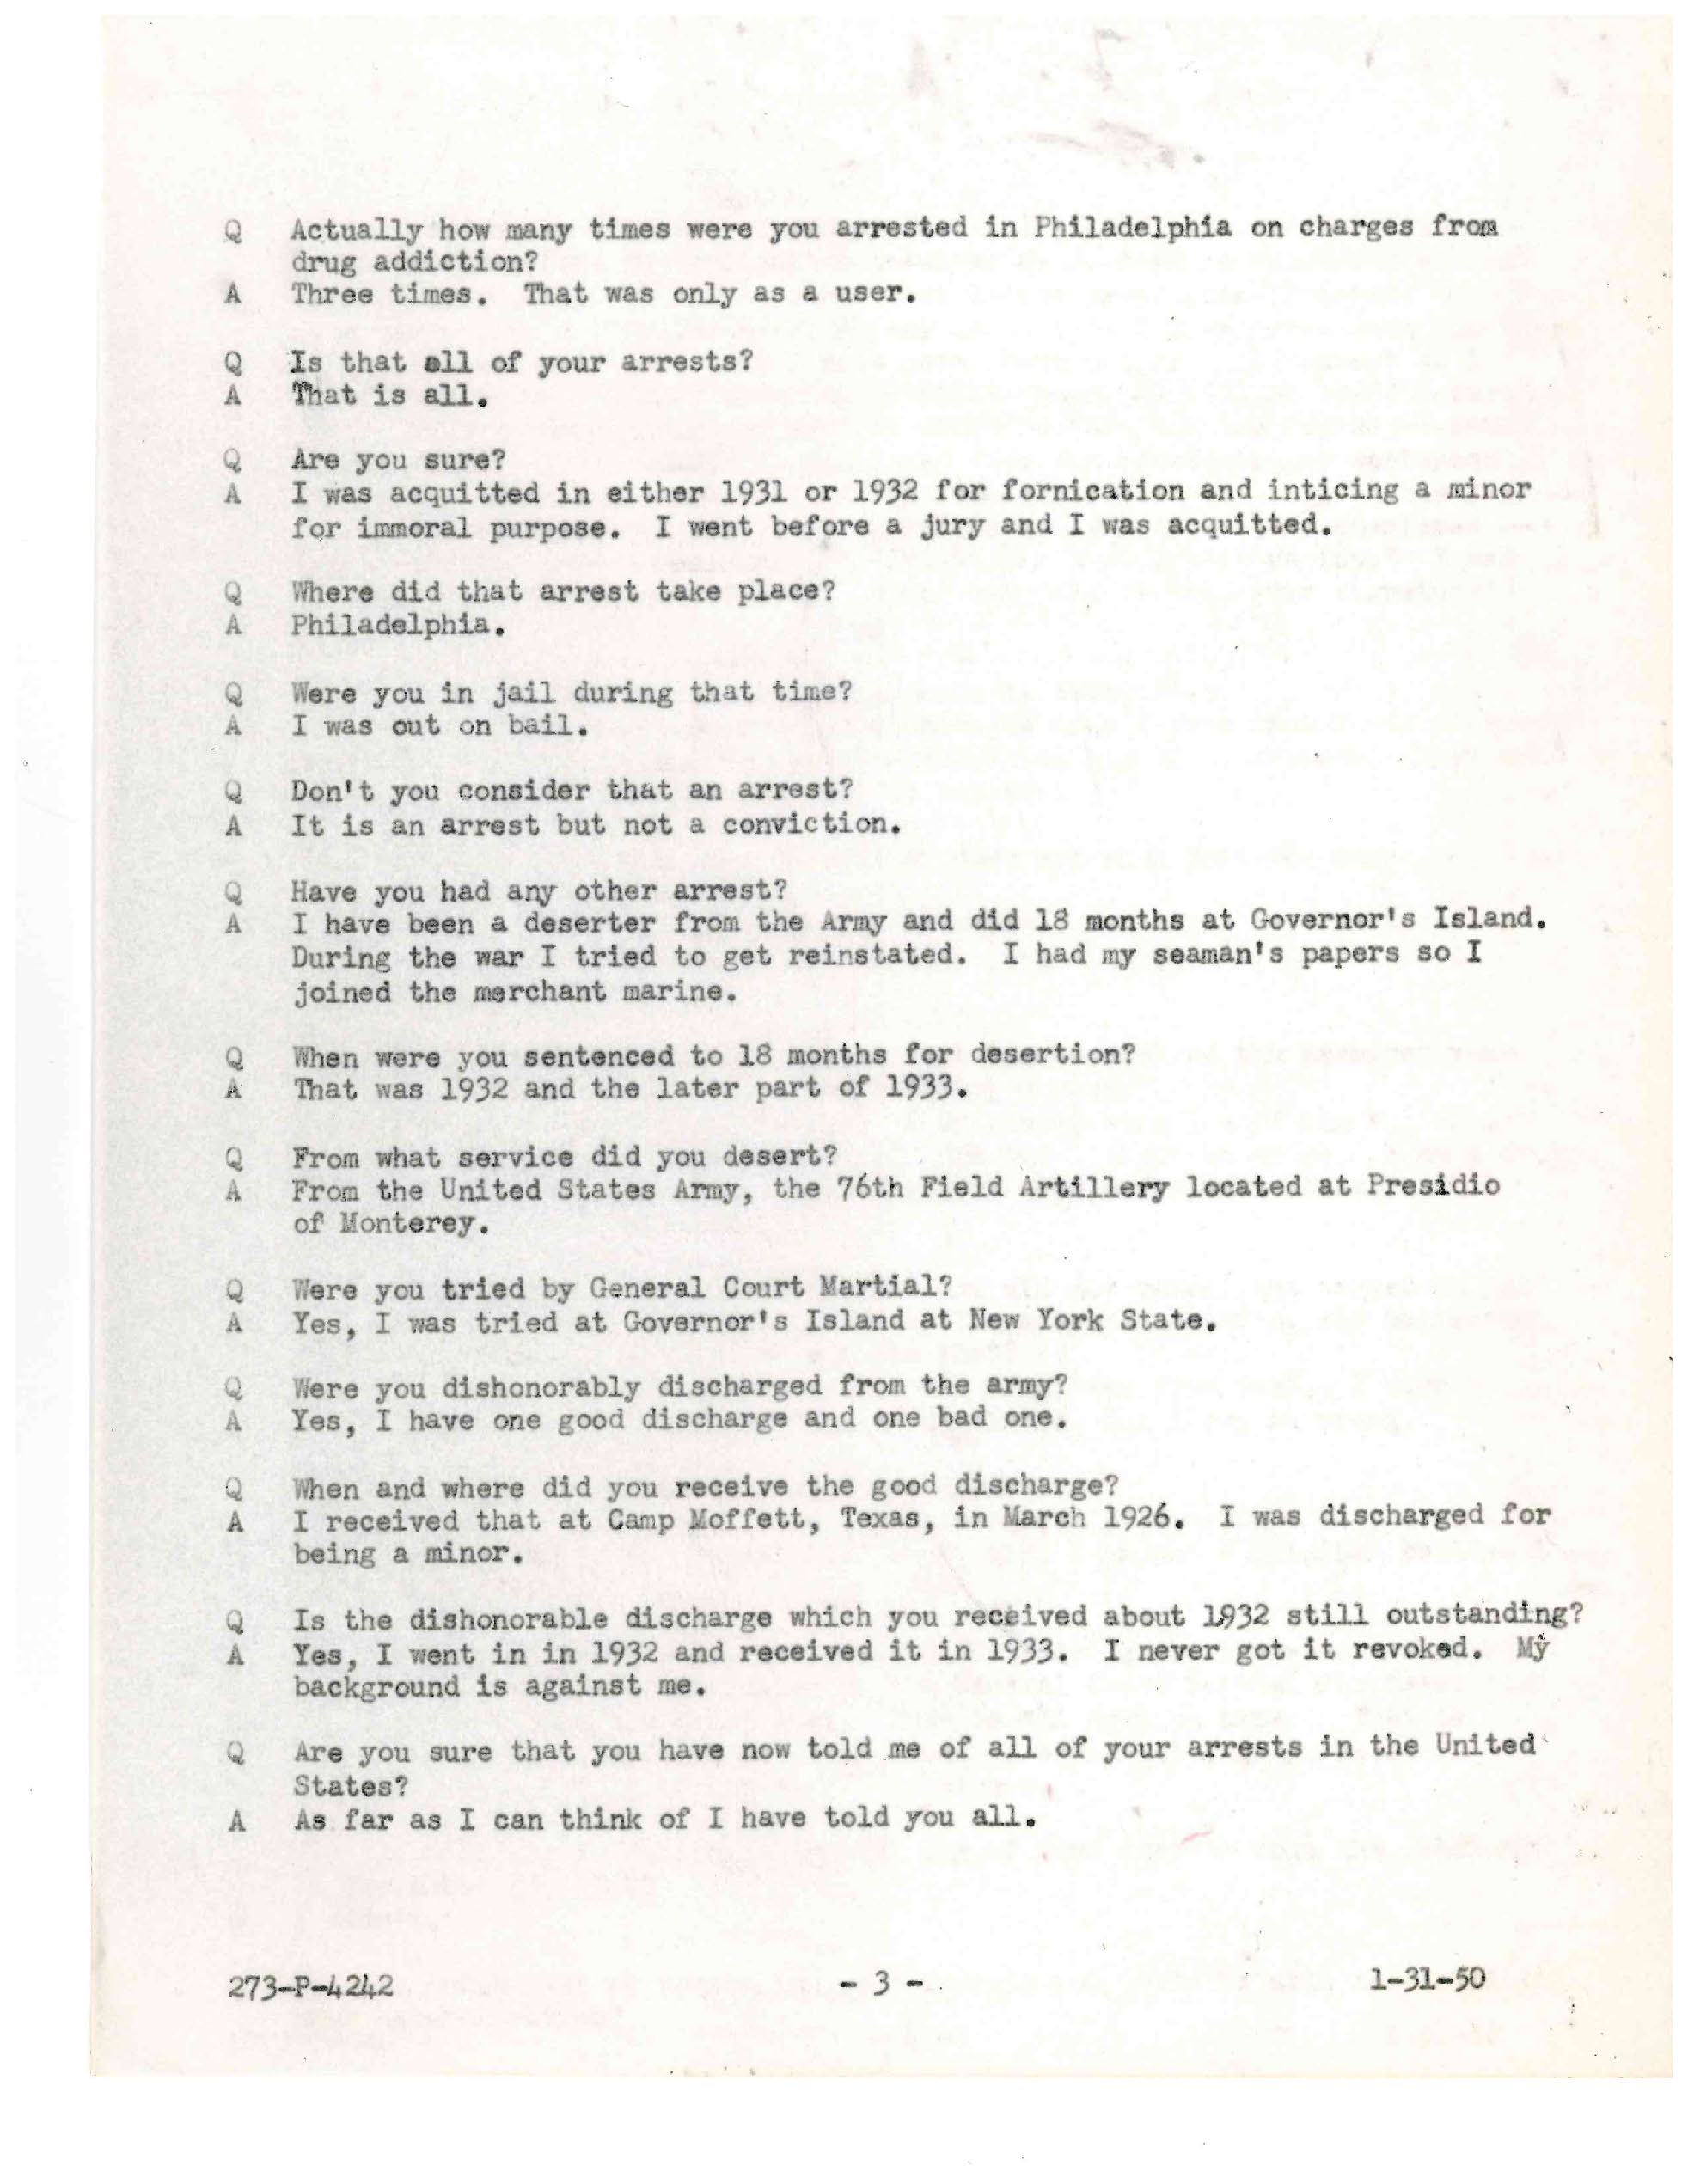 Q Actually how many times were you arrested in Philadelphia on charges from
drug addiction?
A Three times. That was only as a user.
Q Is that all of your arrests?
A That is all.
Q Are you sure?
A I was acquitted in either 1931 or 1932 for fornication and inticing a minor
for immoral purpose. I went before a jury and I was acquitted.
Q Where did that arrest take place?
A Philadelphia.
Q Were you in jail during that time?
A I was out on bail.
Q Don't you consider that an arrest?
A It is an arrest but not a conviction.
Q Have you had any other arrest?
A I have been a deserter from the Army and did 18 months at Governor's Island.
During the war I tried to get reinstated. I had my seaman's papers so I
joined the merchant marine.
Q When were you sentenced to 18 months for desertion?
A That was 1932 and the later part of 1933.
Q From what service did you desert?
A From the United States Army, the 76th Field Artillery located at Presidio
of Monterey.
Q Were you tried by General Court Martial?
A Yes, I was tried at Governor's Island at New York State.
Q Were you dishonorably discharged from the army?
A Yes, I have one good discharge and one bad one.
Q When and where did you receive the good discharge?
A I received that at Camp Moffett, Texas, in March 1926. I was discharged for
being a minor.
Q Is the dishonorable discharge which you received about 1932 still outstanding?
A Yes, I went in in 1932 and received it in 1933. I never got it revoked. My
background is against me.
Q Are you sure that you have now told me of all of your arrests in the United
States?
A As far as I can think of I have told you all.
273-P-4242 - 3 - 1-31-50